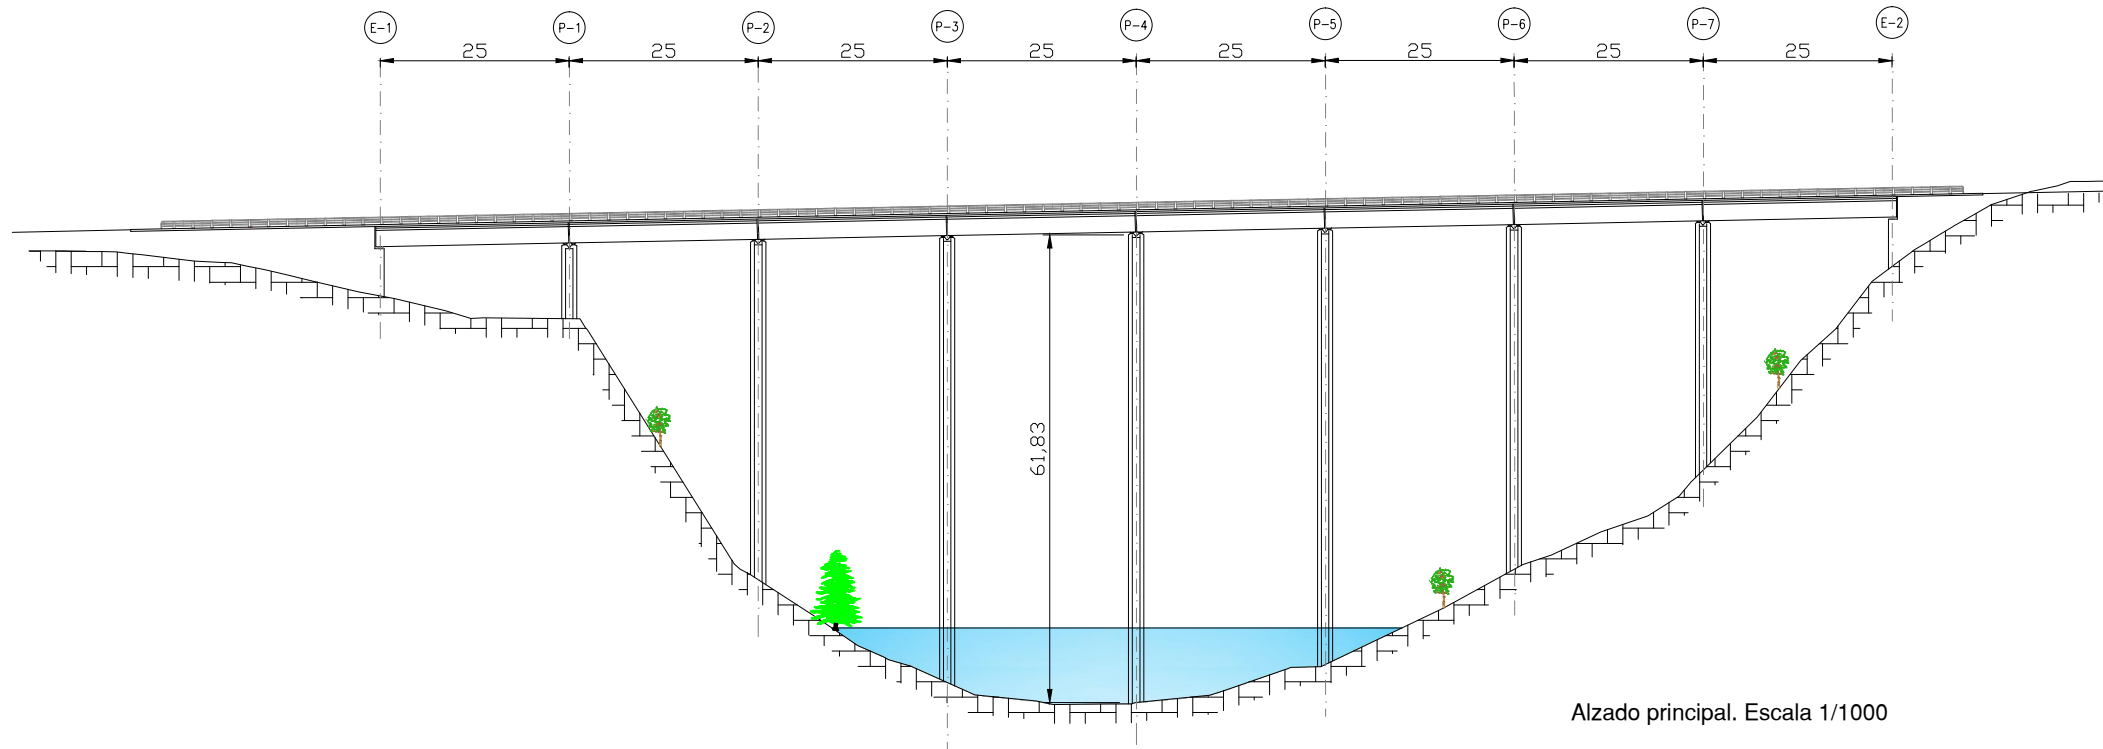 E-1 P-1 P-2 P-3 P-4 P-5 P-6 P-7 E-2
25 25 25 25 25 25 25 25
61,83
Alzado principal. Escala 1/1000